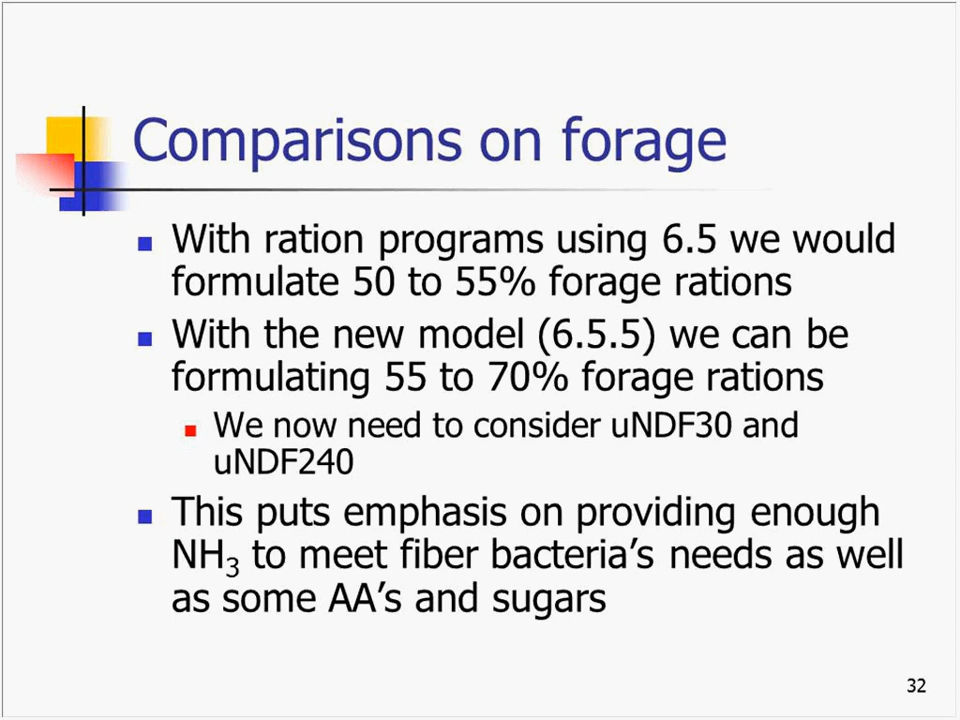 Comparisons on forage
With ration programs using 6.5 we would
formulate 50 to 55% forage rations
With the new model (6.5.5) we can be
formulating 55 to 70% forage rations
We now need to consider uNDF30 and
uNDF240
This puts emphasis on providing enough
NH₃ to meet fiber bacteria’s needs as well
as some AA’s and sugars
32